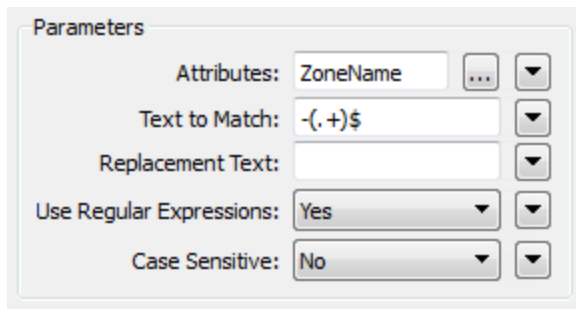 Parameters
Attributes: ZoneName ...
Text to Match: -(.+)$
Replacement Text:
Use Regular Expressions: Yes
Case Sensitive: No